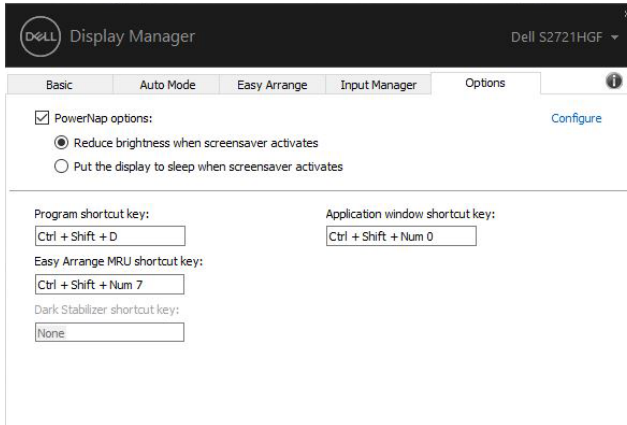 DELL Display Manager
Dell S2721HGF
Basic Auto Mode Easy Arrange Input Manager Options
PowerNap options: Configure
Reduce brightness when screensaver activates
Put the display to sleep when screensaver activates
Program shortcut key: Application window shortcut key:
Ctrl + Shift + D Ctrl + Shift + Num 0
Easy Arrange MRU shortcut key:
Ctrl + Shift + Num 7
Dark Stabilizer shortcut key:
None